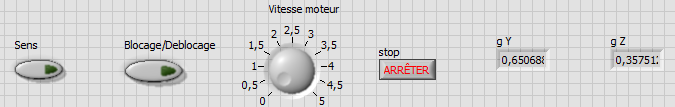 Vitesse moteur
Sens
Blocage/Deblocage
0
0,5
1
1,5
2
2,5
3
3,5
4
4,5
5
stop
ARRÊTER
g Y
0,650688
g Z
0,357512